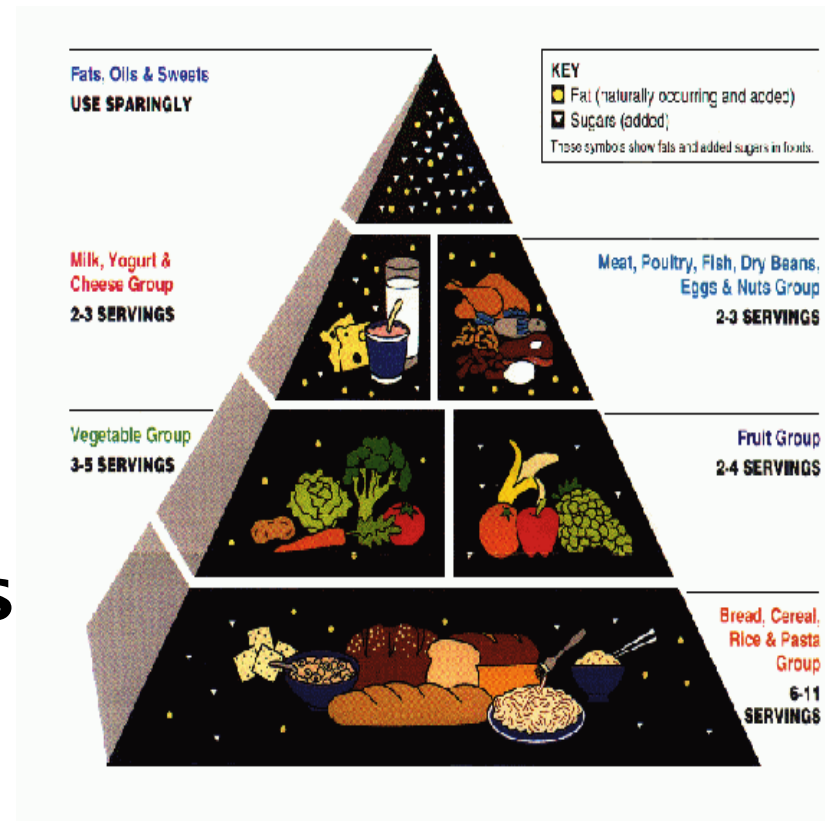 Fats, Oils & Sweets
USE SPARINGLY
KEY
Fat (naturally occurring and added)
Sugars (added)
These symbols show fats and added sugars in foods.
Milk, Yogurt &
Cheese Group
2-3 SERVINGS
Meat, Poultry, Fish, Dry Beans,
Eggs & Nuts Group
2-3 SERVINGS
Vegetable Group
3-5 SERVINGS
Fruit Group
2-4 SERVINGS
s
Bread, Cereal,
Rice & Pasta
Group
6-11
SERVINGS